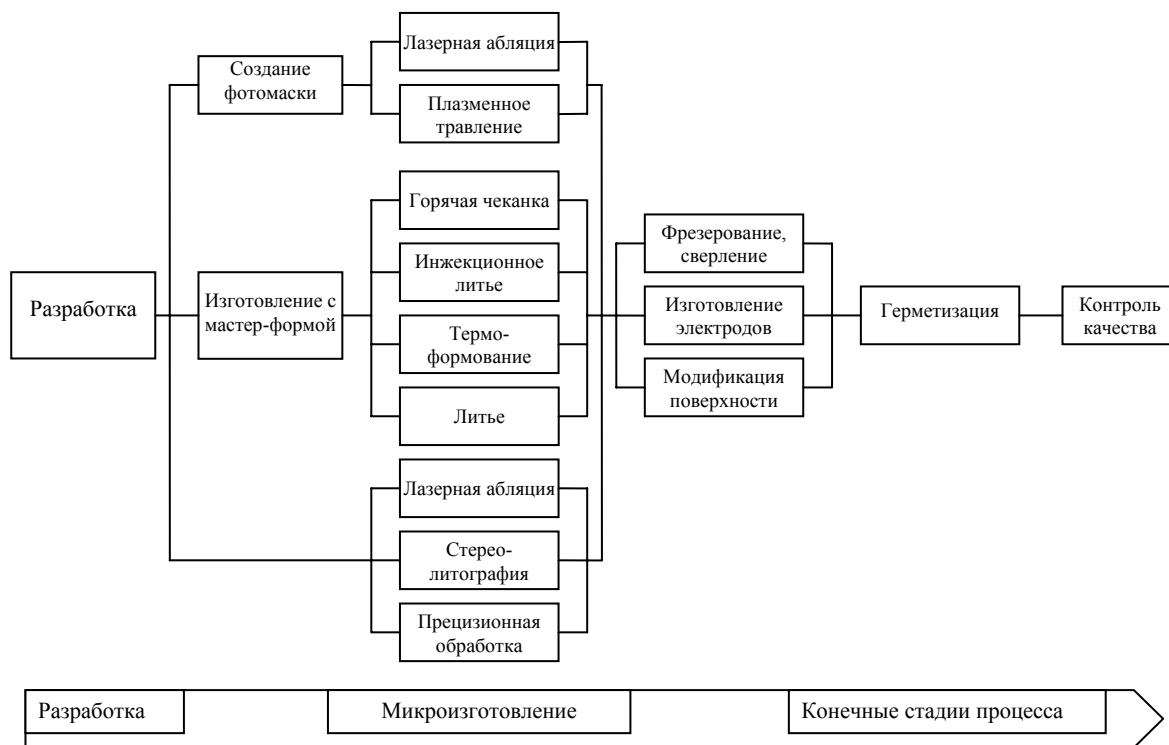 Разработка
Создание
фотомаски
Изготовление с
мастер-формой
Лазерная абляция
Плазменное
травление
Горячая чеканка
Инжекционное
литье
Термо-
формование
Литье
Лазерная абляция
Стерео-
литография
Прецизионная
обработка
Фрезерование,
сверление
Изготовление
электродов
Модификация
поверхности
Герметизация
Контроль
качества
Разработка
Микроизготовление
Конечные стадии процесса